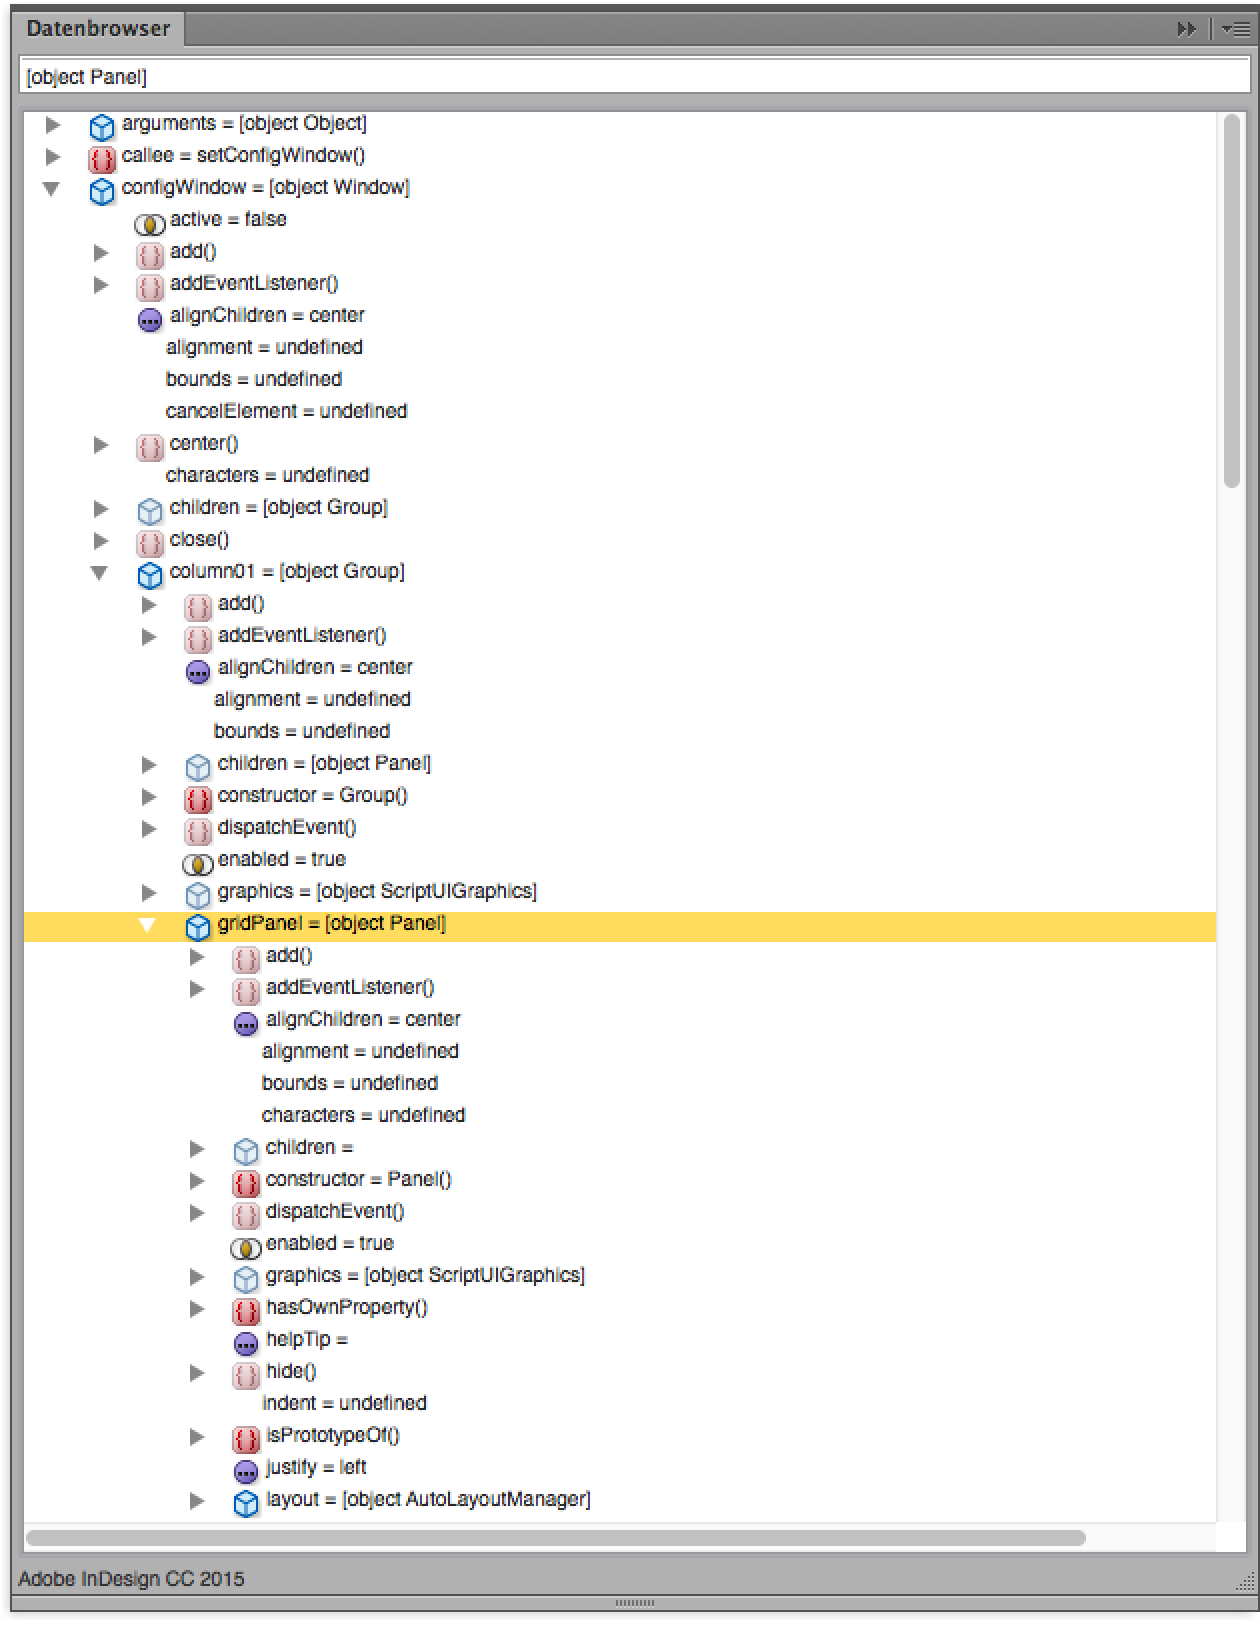 Datenbrowser
[object Panel]
arguments = [object Object]
callee = setConfigWindow()
configWindow = [object Window]
active = false
add()
addEventListener()
alignChildren = center
alignment = undefined
bounds = undefined
cancelElement = undefined
center()
characters = undefined
children = [object Group]
close()
column01 = [object Group]
add()
addEventListener()
alignChildren = center
alignment = undefined
bounds = undefined
children = [object Panel]
constructor = Group()
dispatchEvent()
enabled = true
graphics = [object ScriptUIGraphics]
gridPanel = [object Panel]
add()
addEventListener()
alignChildren = center
alignment = undefined
bounds = undefined
characters = undefined
children =
constructor = Panel()
dispatchEvent()
enabled = true
graphics = [object ScriptUIGraphics]
hasOwnProperty()
helpTip =
hide()
indent = undefined
isPrototypeOf()
justify = left
layout = [object AutoLayoutManager]
Adobe InDesign CC 2015